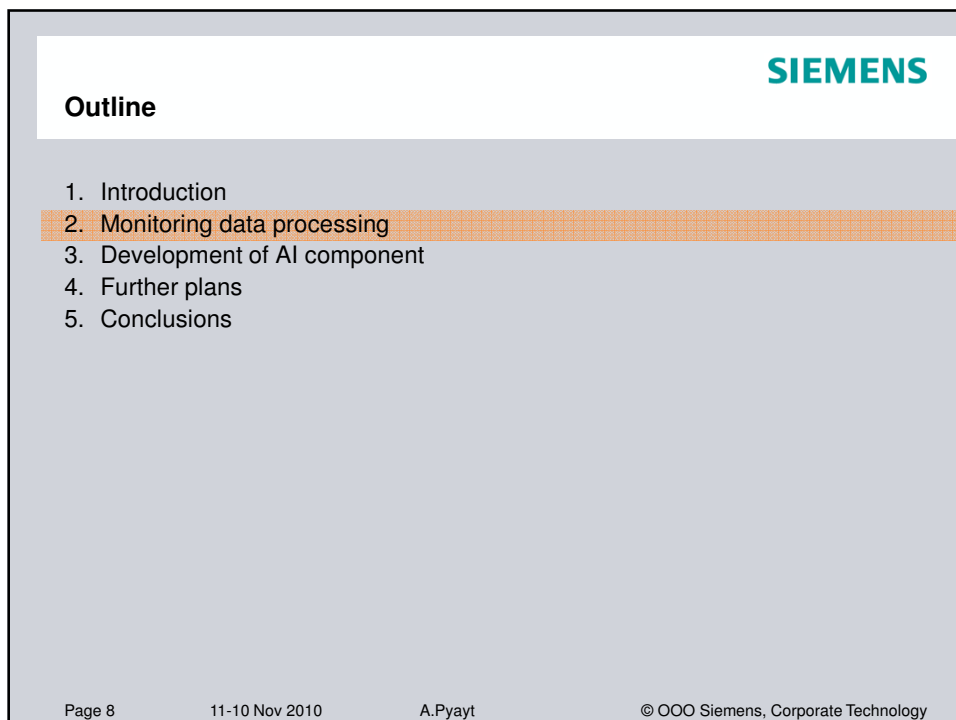 SIEMENS
Outline
1. Introduction
2. Monitoring data processing
3. Development of AI component
4. Further plans
5. Conclusions
Page 8 11-10 Nov 2010 A.Pyayt © OOO Siemens, Corporate Technology